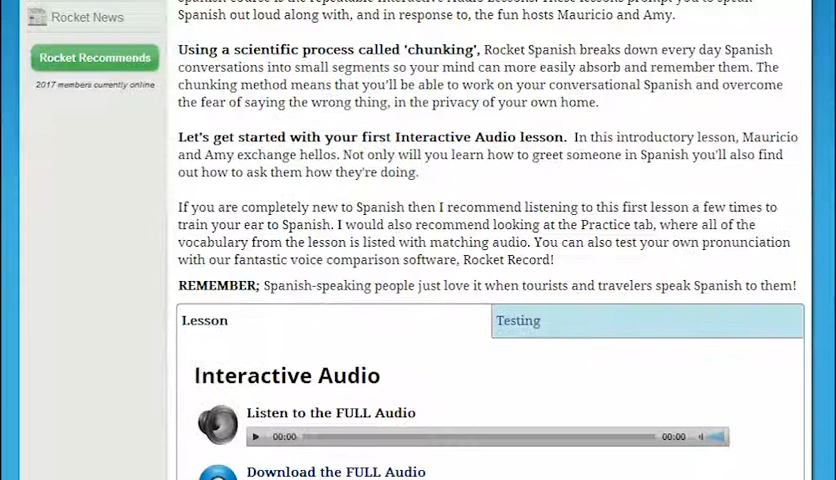 Rocket News
Rocket Recommends
2017 members currently online
Spanish out loud along with, and in response to, the fun hosts Mauricio and Amy.
Using a scientific process called 'chunking', Rocket Spanish breaks down every day Spanish
conversations into small segments so your mind can more easily absorb and remember them. The
chunking method means that you'll be able to work on your conversational Spanish and overcome
the fear of saying the wrong thing, in the privacy of your own home.
Let's get started with your first Interactive Audio lesson. In this introductory lesson, Mauricio
and Amy exchange hellos. Not only will you learn how to greet someone in Spanish you'll also find
out how to ask them how they're doing.
If you are completely new to Spanish then I recommend listening to this first lesson a few times to
train your ear to Spanish. I would also recommend looking at the Practice tab, where all of the
vocabulary from the lesson is listed with matching audio. You can also test your own pronunciation
with our fantastic voice comparison software, Rocket Record!
REMEMBER; Spanish-speaking people just love it when tourists and travelers speak Spanish to them!
Lesson
Testing
Interactive Audio
Listen to the FULL Audio
00:00
00:00
Download the FULL Audio